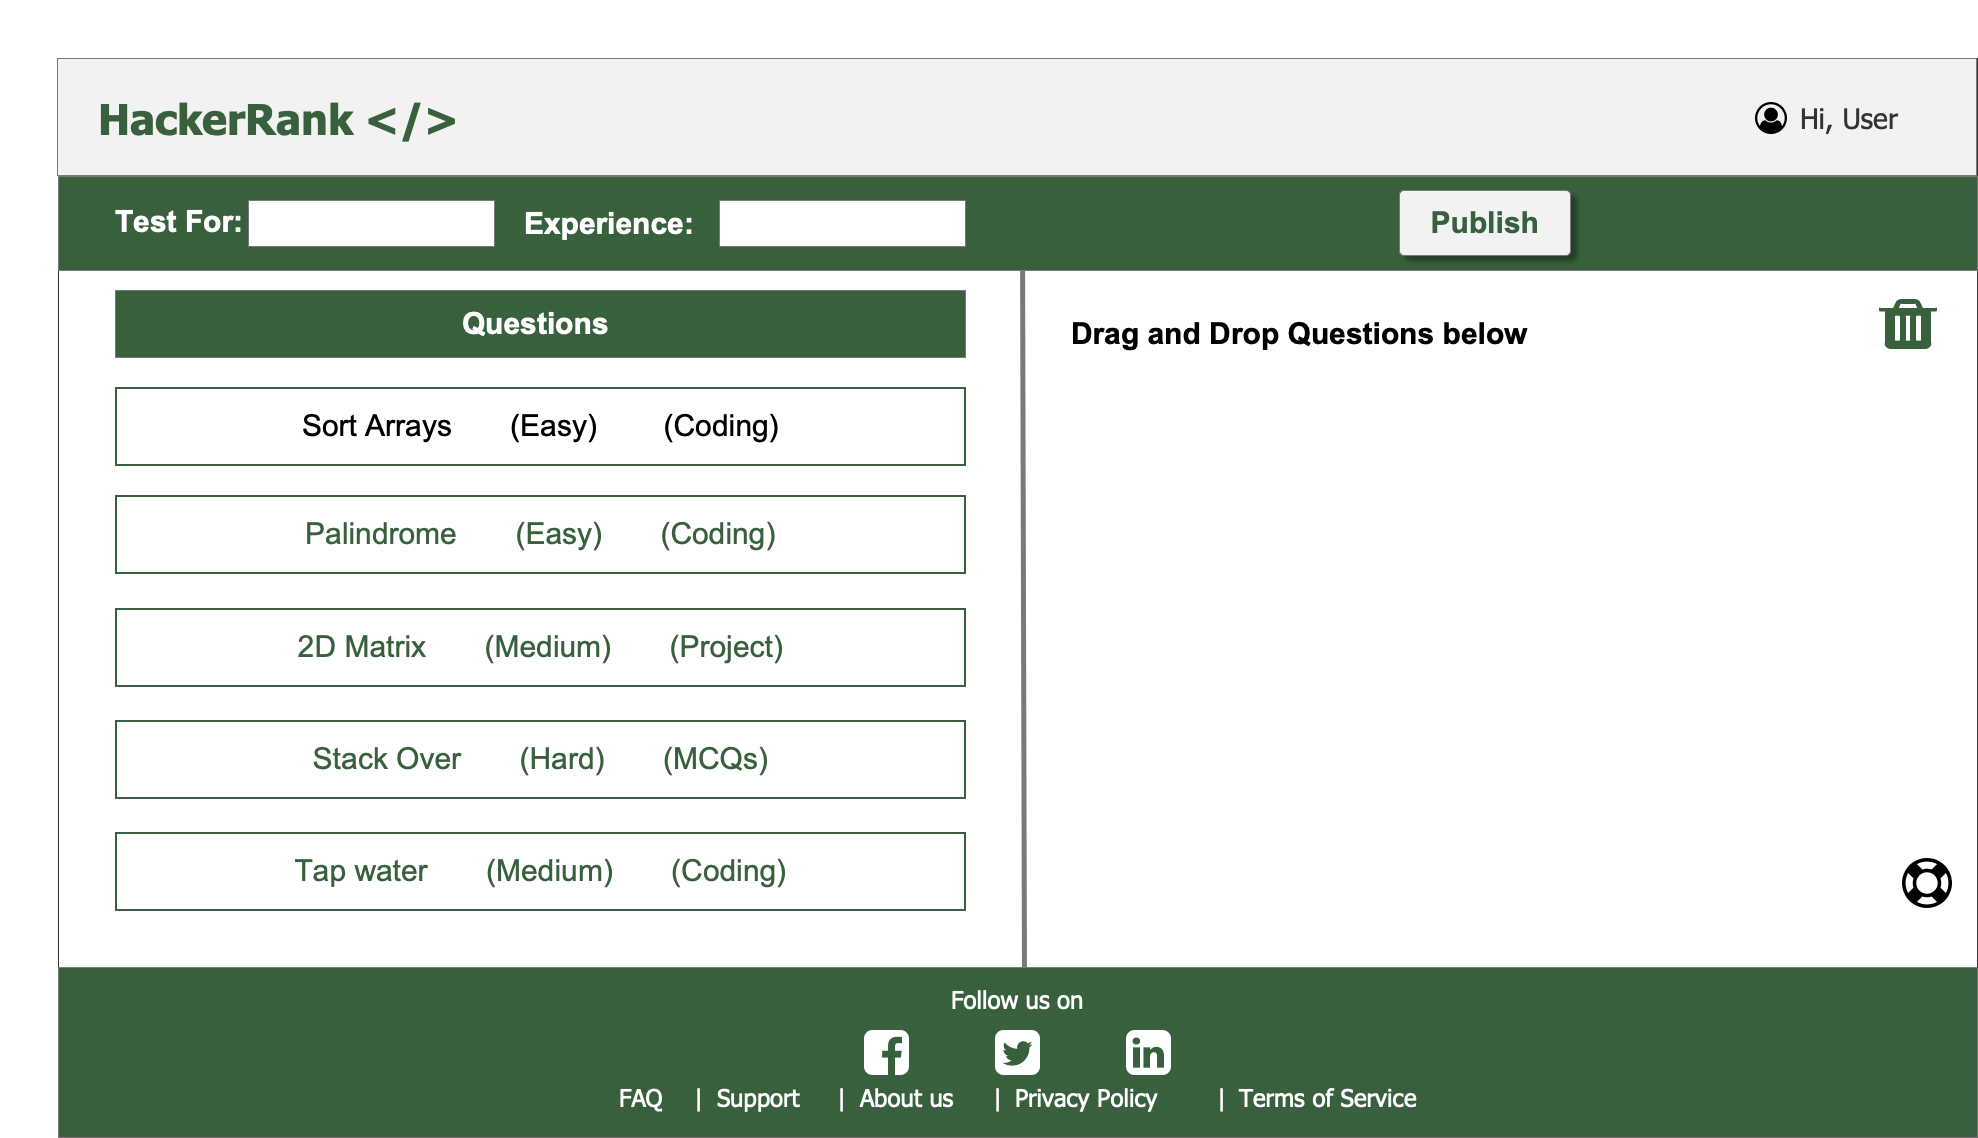 HackerRank </>
Hi, User
Test For:
Experience:
Publish
Questions
Sort Arrays (Easy) (Coding)
Palindrome (Easy) (Coding)
2D Matrix (Medium) (Project)
Stack Over (Hard) (MCQs)
Tap water (Medium) (Coding)
Drag and Drop Questions below
Follow us on
FAQ | Support | About us | Privacy Policy | Terms of Service